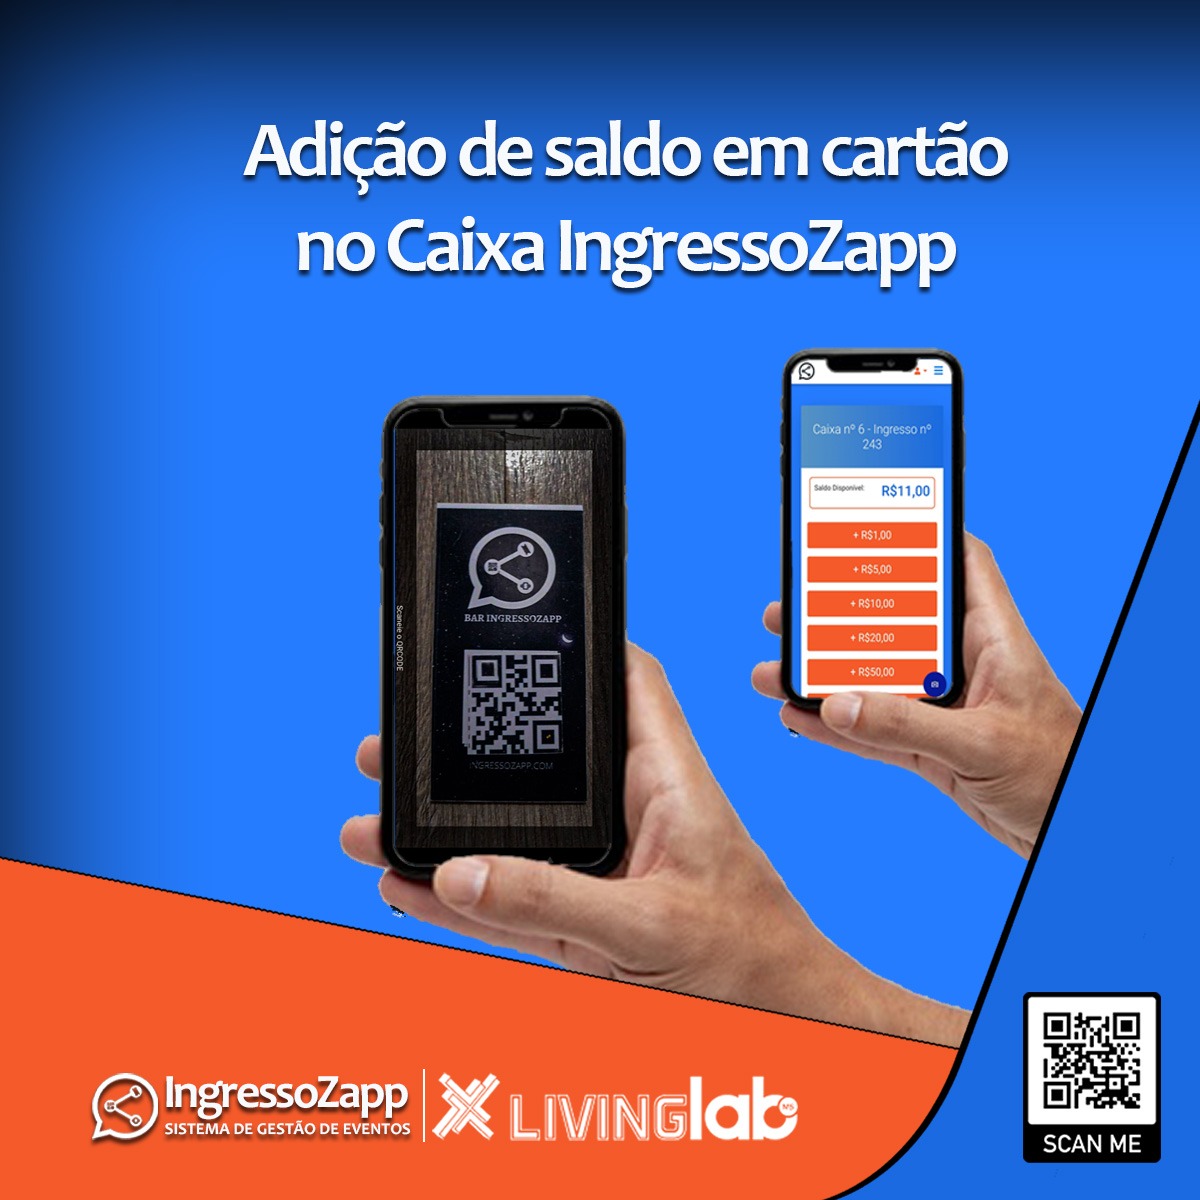 Adição de saldo em cartão
no Caixa IngressoZapp
Caixa nº 6 - Ingresso nº
243
Saldo Disponível:
R$11,00
+ R$1,00
+ R$5,00
+ R$10,00
+ R$20,00
+ R$50,00
Scaneie o QRCODE
BAR INGRESSOZAPP
INGRESSOZAPP.COM
IngressoZapp
SISTEMA DE GESTÃO DE EVENTOS
LIVINGlab
MS
SCAN ME